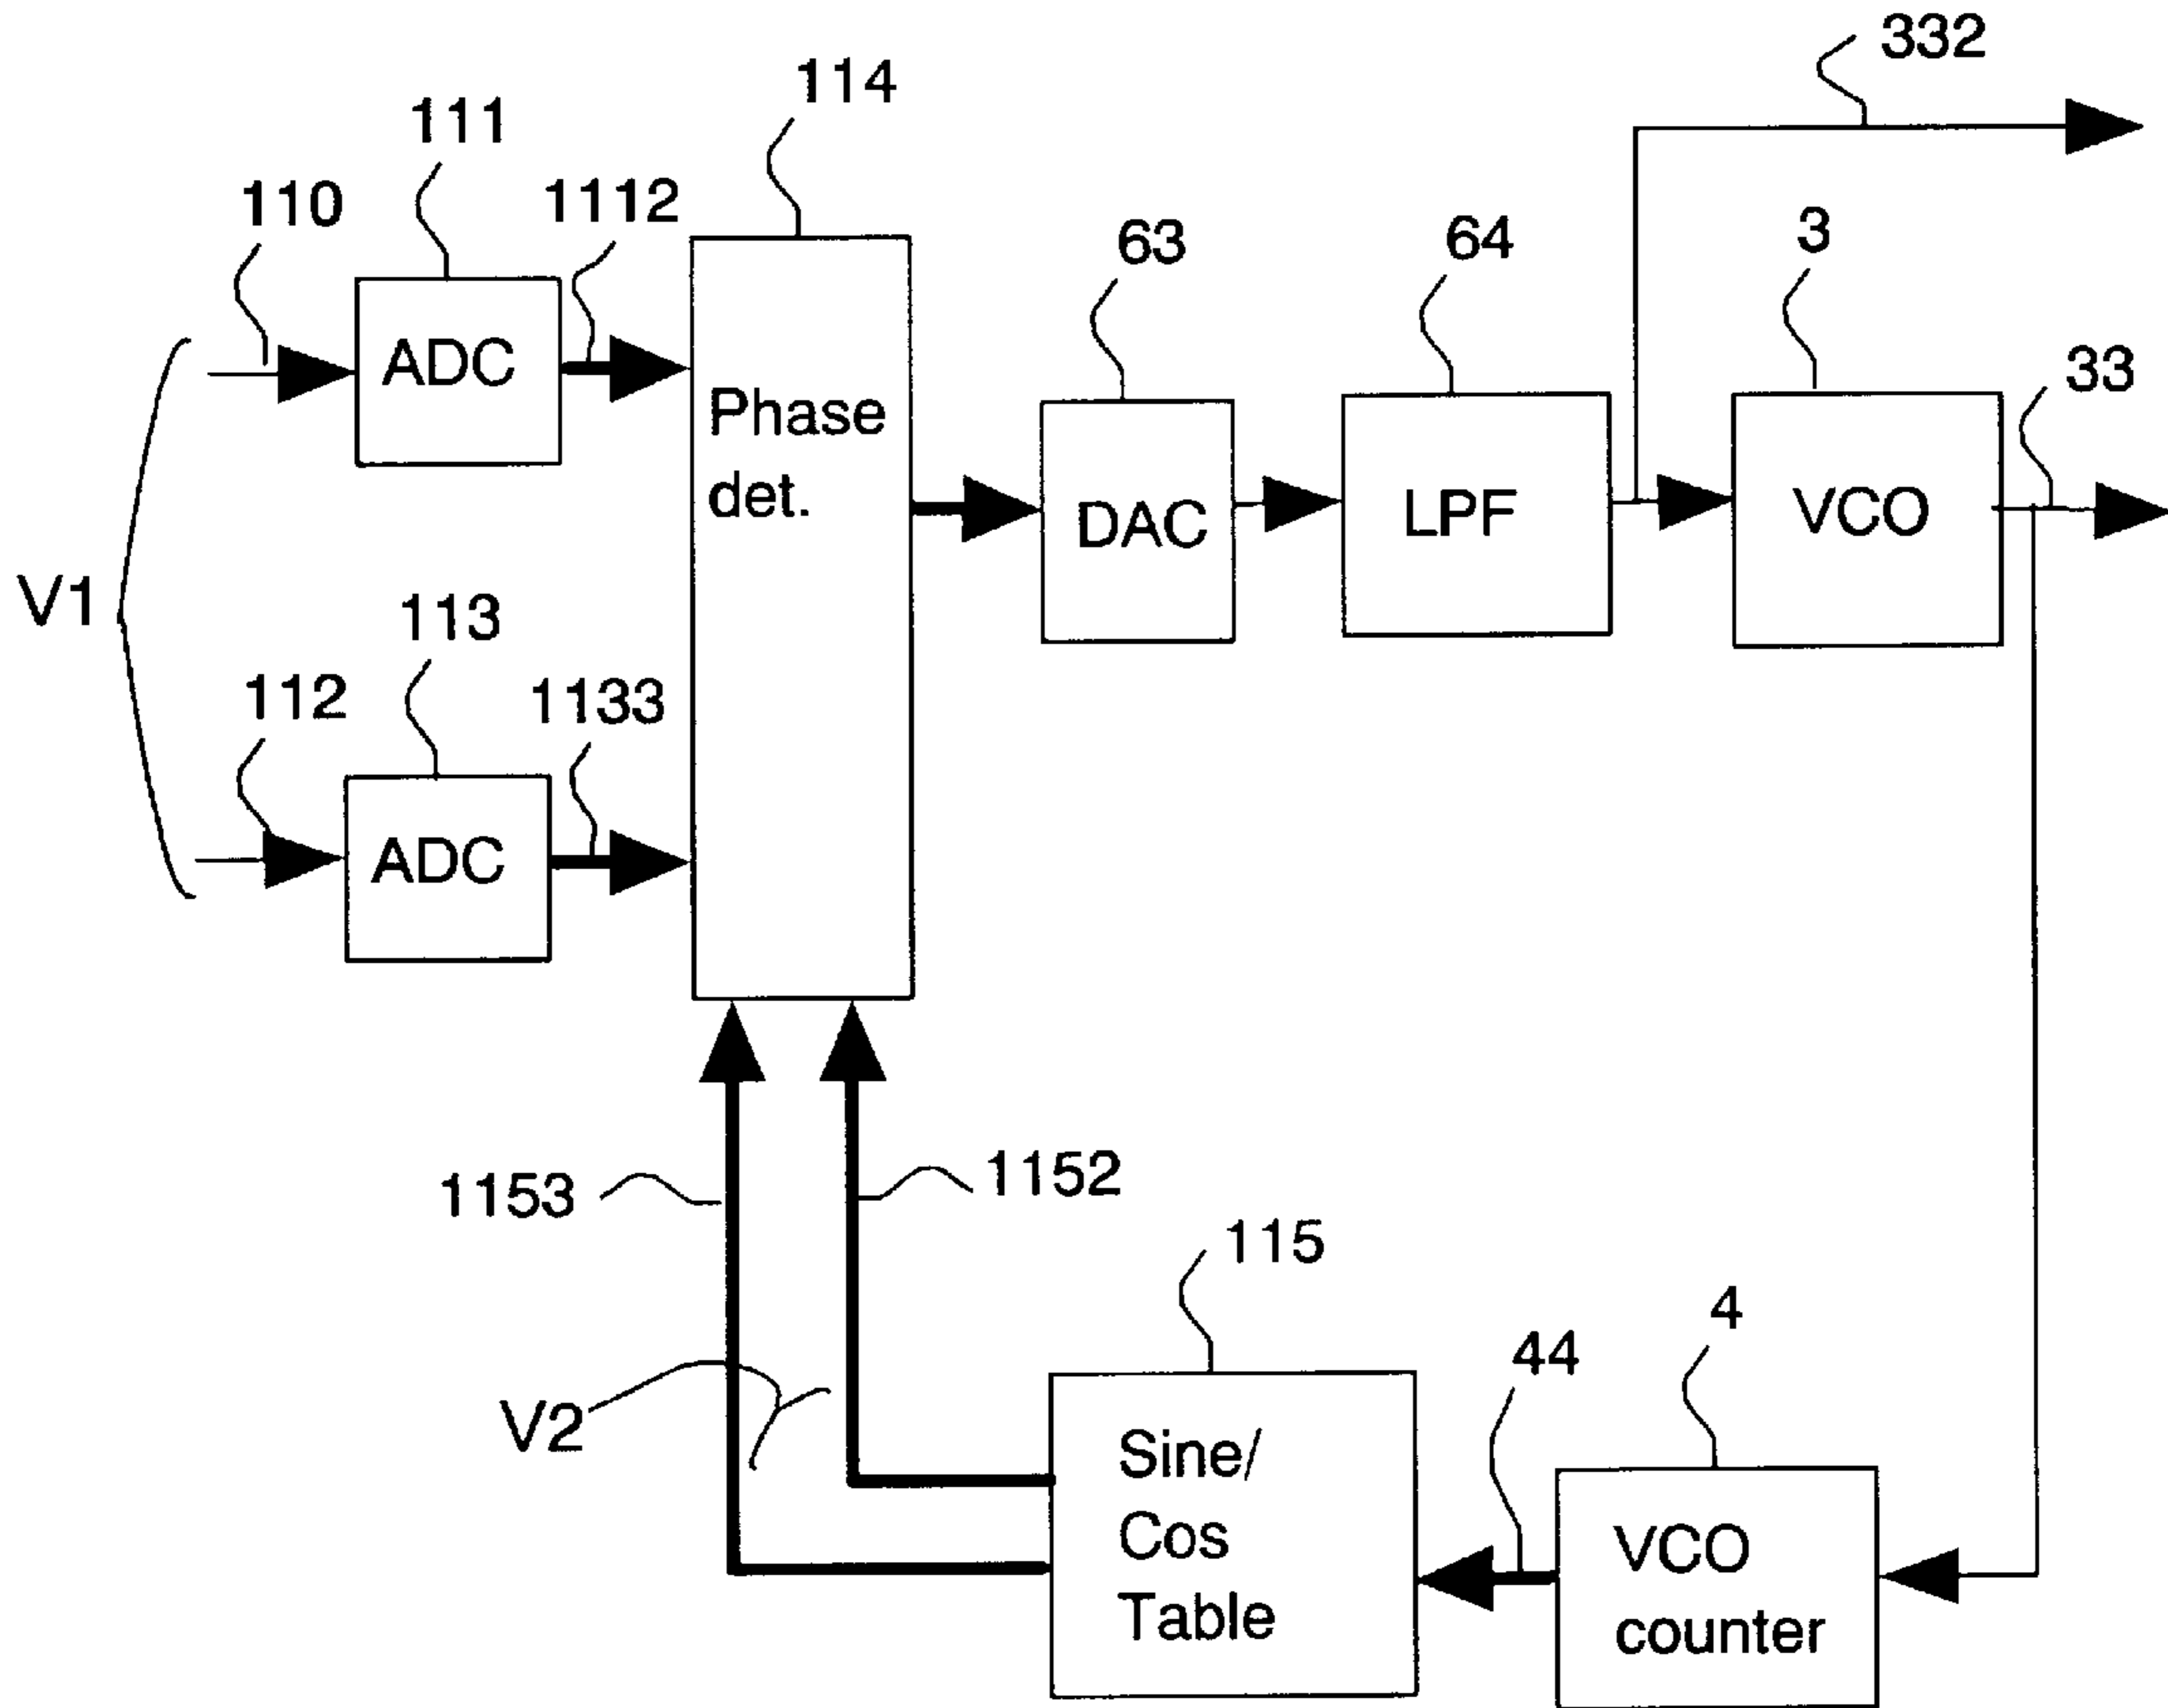 332
114
111
110
1112
63
64
3
33
ADC
Phase
det.
DAC
LPF
VCO
V1
113
112
1133
ADC
1153
1152
115
4
44
V2
Sine/
Cos
Table
VCO
counter